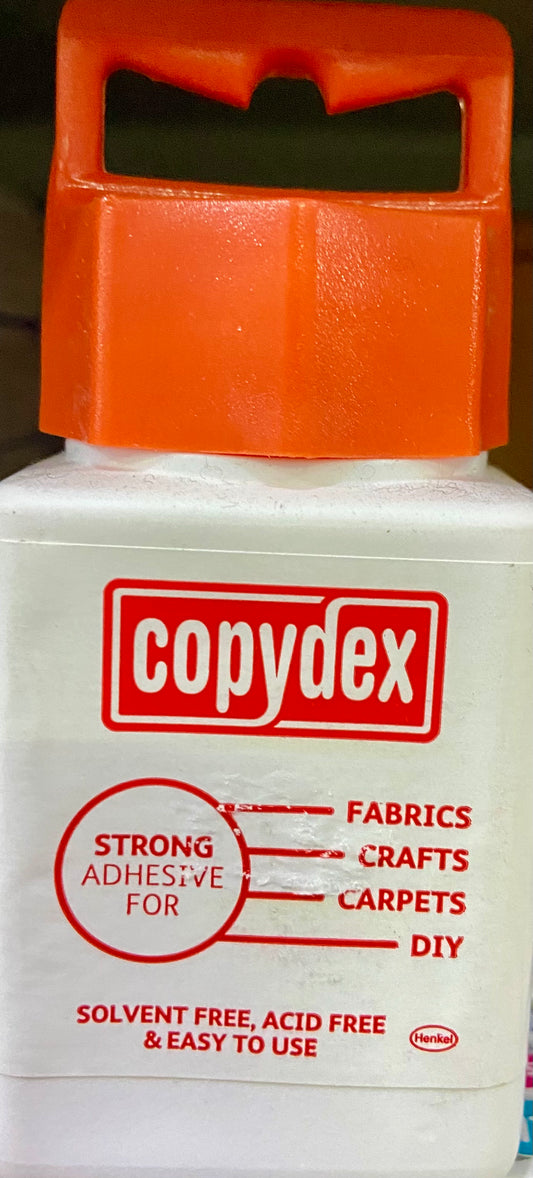 copydex
STRONG
ADHESIVE
FOR
FABRICS
CRAFTS
CARPETS
DIY
SOLVENT FREE, ACID FREE
& EASY TO USE
Henkel